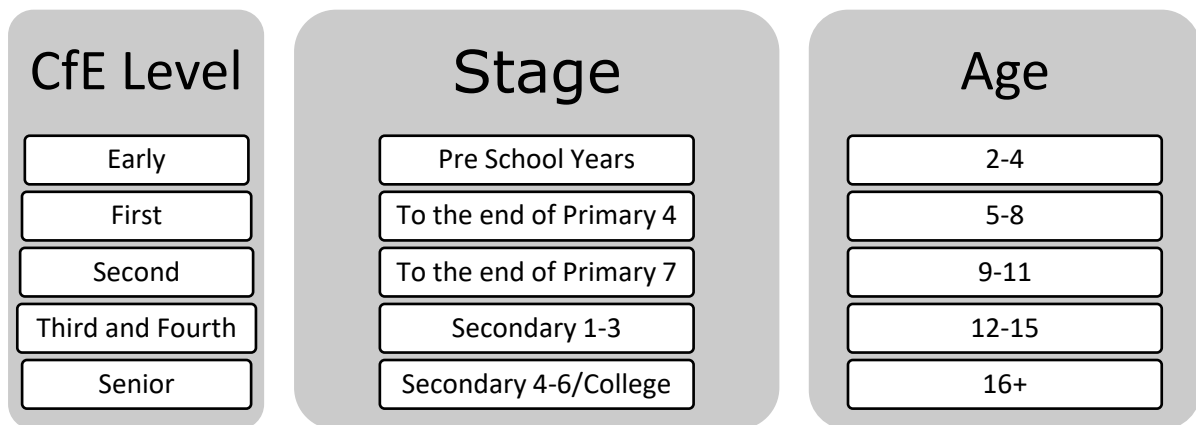 CfE Level
Early
First
Second
Third and Fourth
Senior
Stage
Pre School Years
To the end of Primary 4
To the end of Primary 7
Secondary 1-3
Secondary 4-6/College
Age
2-4
5-8
9-11
12-15
16+